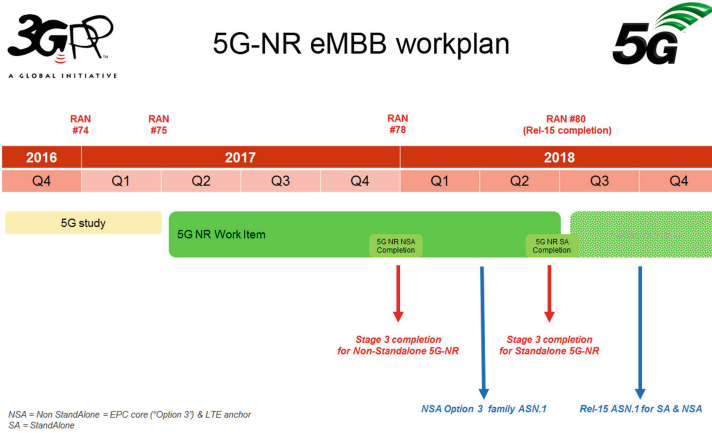 3GPP™
A GLOBAL INITIATIVE
5G-NR eMBB workplan
5G
RAN
#74
RAN
#75
RAN
#78
RAN #80
(Rel-15 completion)
2016 2017 2018
Q4 Q1 Q2 Q3 Q4 Q1 Q2 Q3 Q4
5G study
5G NR Work Item
5G NR NSA
Completion
5G NR SA
Completion
Stage 3 completion
for Non-Standalone 5G-NR
Stage 3 completion
for Standalone 5G-NR
NSA Option 3 family ASN.1
Rel-15 ASN.1 for SA & NSA
NSA = Non StandAlone = EPC core ("Option 3") & LTE anchor
SA = StandAlone